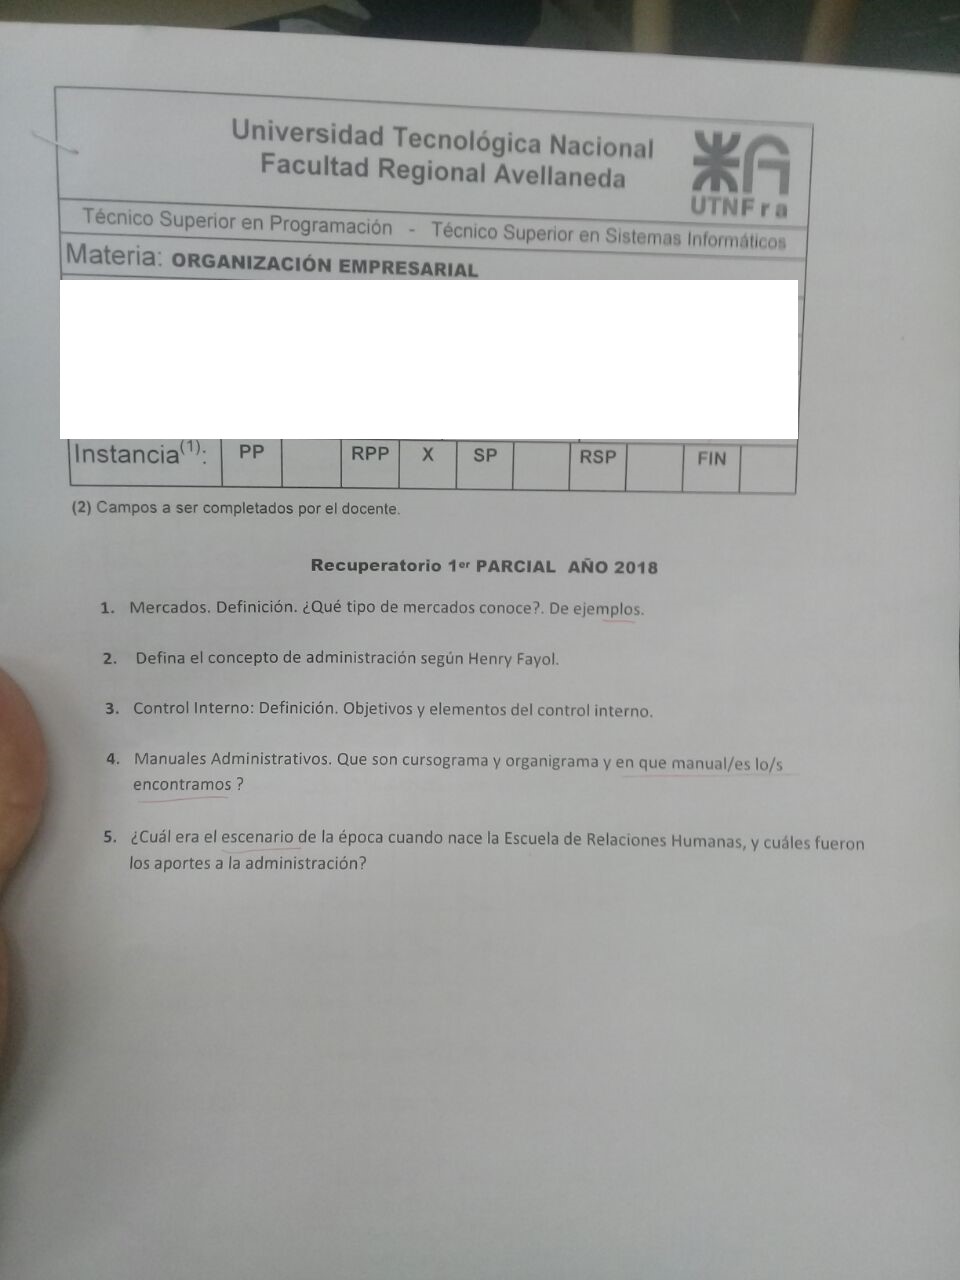 Universidad Tecnológica Nacional
Facultad Regional Avellaneda
UTNFra
Técnico Superior en Programación - Técnico Superior en Sistemas Informáticos
Materia: ORGANIZACIÓN EMPRESARIAL
Instancia(1): PP RPP X SP RSP FIN
(2) Campos a ser completados por el docente.
Recuperatorio 1er PARCIAL AÑO 2018
1. Mercados. Definición. ¿Qué tipo de mercados conoce?. De ejemplos.
2. Defina el concepto de administración según Henry Fayol.
3. Control Interno: Definición. Objetivos y elementos del control interno.
4. Manuales Administrativos. Que son cursograma y organigrama y en que manual/es lo/s
encontramos ?
5. ¿Cuál era el escenario de la época cuando nace la Escuela de Relaciones Humanas, y cuáles fueron
los aportes a la administración?